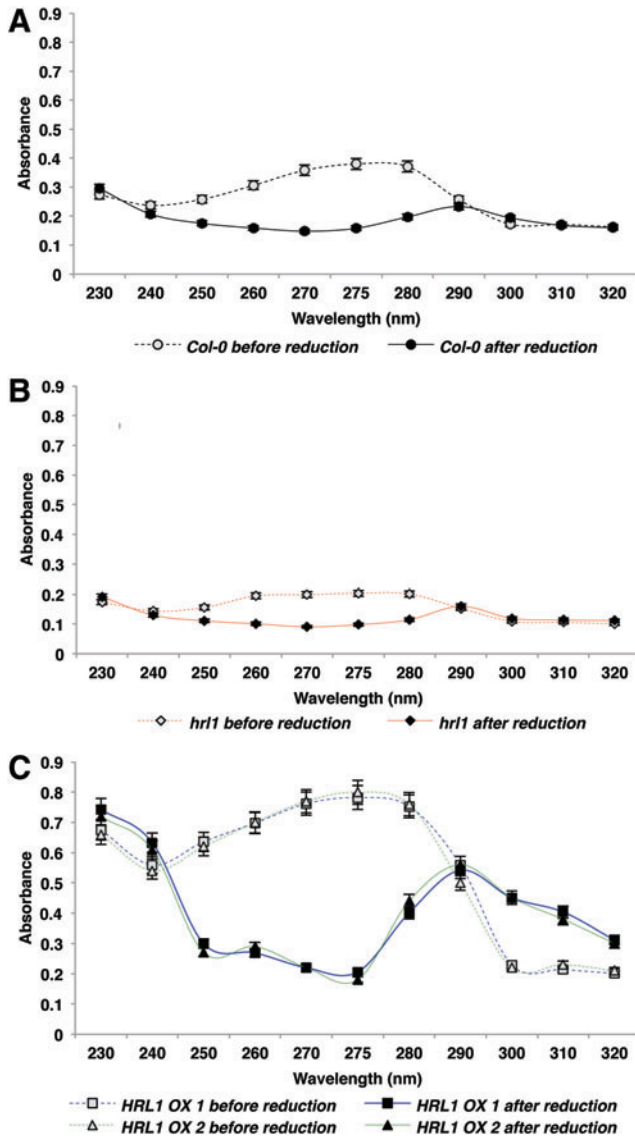 A
0.9
0.8
0.7
0.6
0.5
0.4
0.3
0.2
0.1
0
Absorbance
230 240 250 260 270 275 280 290 300 310 320
Wavelength (nm)
Col-0 before reduction Col-0 after reduction
B
0.9
0.8
0.7
0.6
0.5
0.4
0.3
0.2
0.1
0
Absorbance
230 240 250 260 270 275 280 290 300 310 320
Wavelength (nm)
hrl1 before reduction hrl1 after reduction
C
0.9
0.8
0.7
0.6
0.5
0.4
0.3
0.2
0.1
0
Absorbance
230 240 250 260 270 275 280 290 300 310 320
Wavelength (nm)
HRL1 OX 1 before reduction HRL1 OX 1 after reduction
HRL1 OX 2 before reduction HRL1 OX 2 after reduction